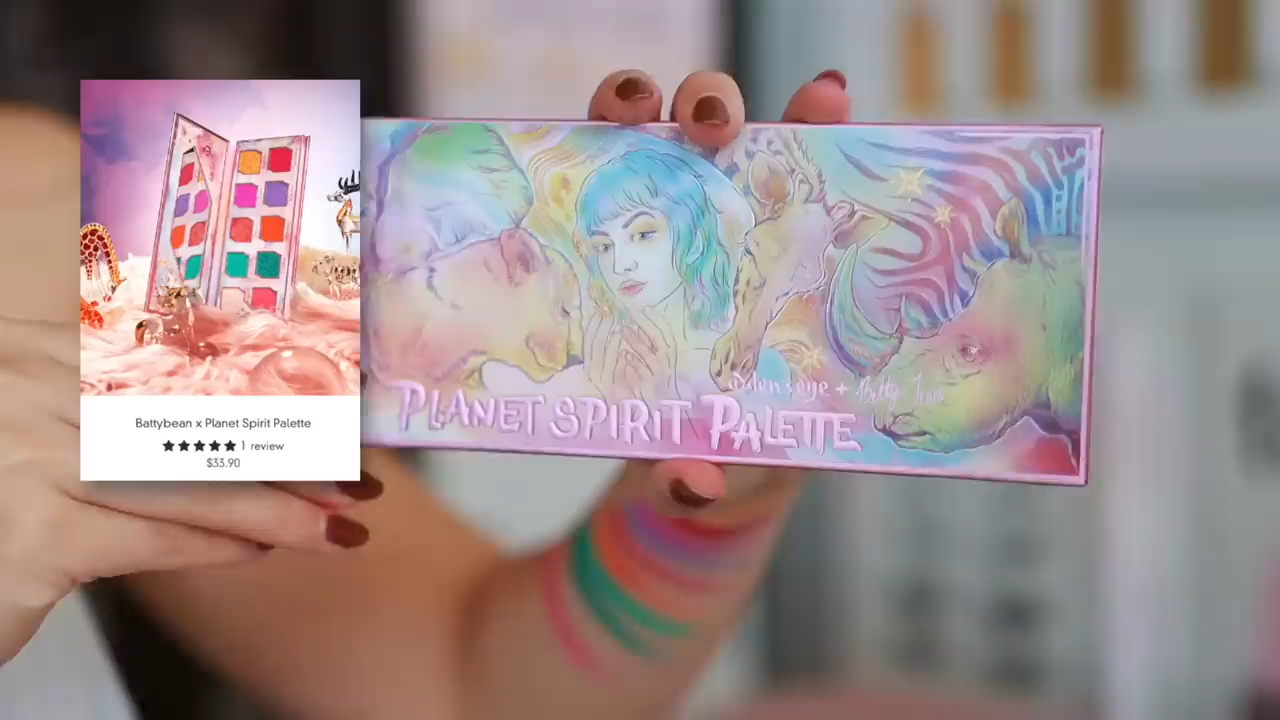 Battybean x Planet Spirit Palette
1 review
$33.90
+
PLANET SPIRIT PALETTE